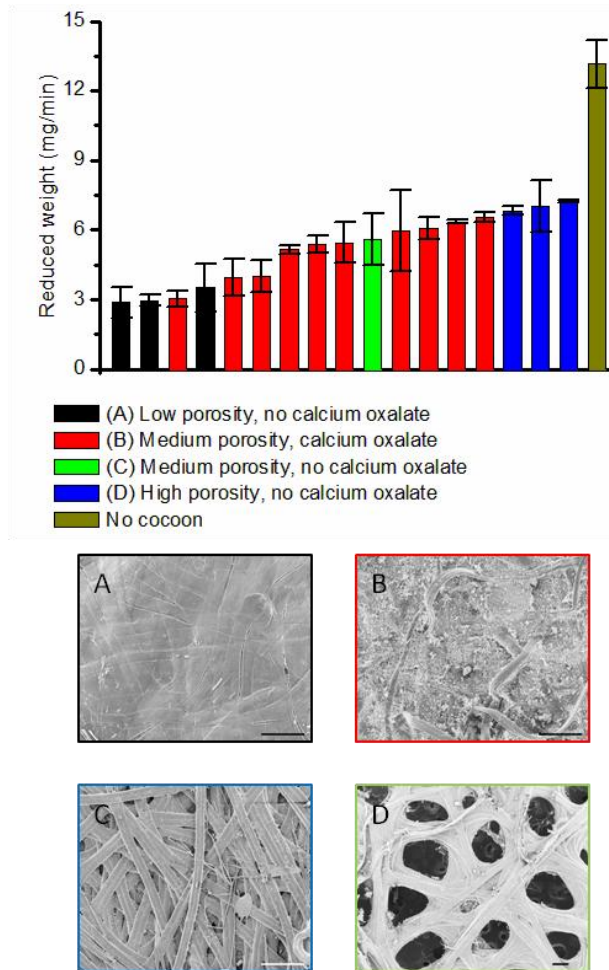 15
12
9
6
3
0
Reduced weight (mg/min)
(A) Low porosity, no calcium oxalate
(B) Medium porosity, calcium oxalate
(C) Medium porosity, no calcium oxalate
(D) High porosity, no calcium oxalate
No cocoon
A
B
C
D